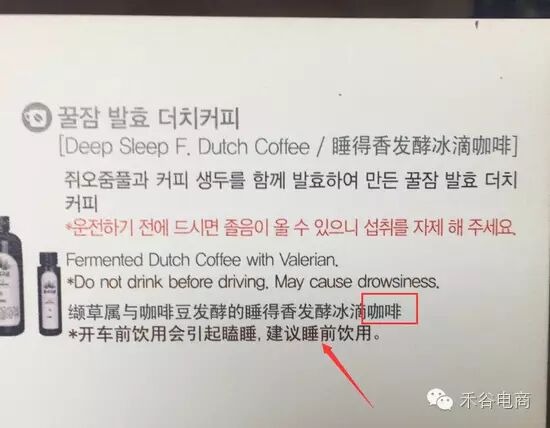 꿀잠 발효 더치커피
[Deep Sleep F. Dutch Coffee / 睡得香发酵冰滴咖啡]
쥐오줌풀과 커피 생두를 함께 발효하여 만든 꿀잠 발효 더치
커피
*운전하기 전에 드시면 졸음이 올 수 있으니 섭취를 자제 해 주세요.
Fermented Dutch Coffee with Valerian.
*Do not drink before driving, May cause drowsiness.
缬草属与咖啡豆发酵的睡得香发酵冰滴咖啡
*开车前饮用会引起瞌睡, 建议睡前饮用。
禾谷电商